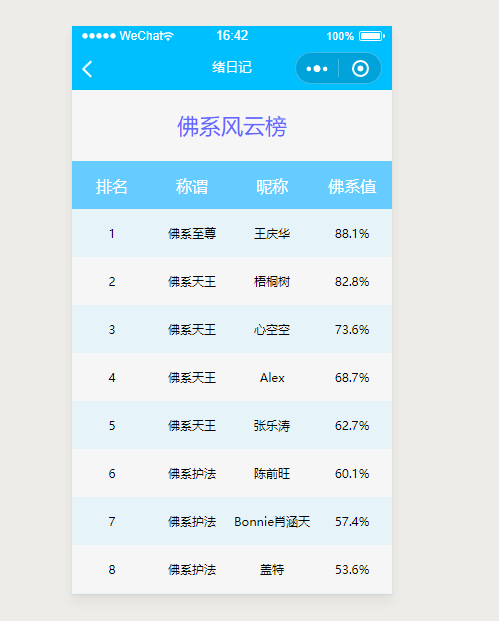 WeChat 16:42 100%
绪日记
佛系风云榜
排名 称谓 昵称 佛系值
1 佛系至尊 王庆华 88.1%
2 佛系天王 梧桐树 82.8%
3 佛系天王 心空空 73.6%
4 佛系天王 Alex 68.7%
5 佛系天王 张乐涛 62.7%
6 佛系护法 陈前旺 60.1%
7 佛系护法 Bonnie肖涵天 57.4%
8 佛系护法 盖特 53.6%